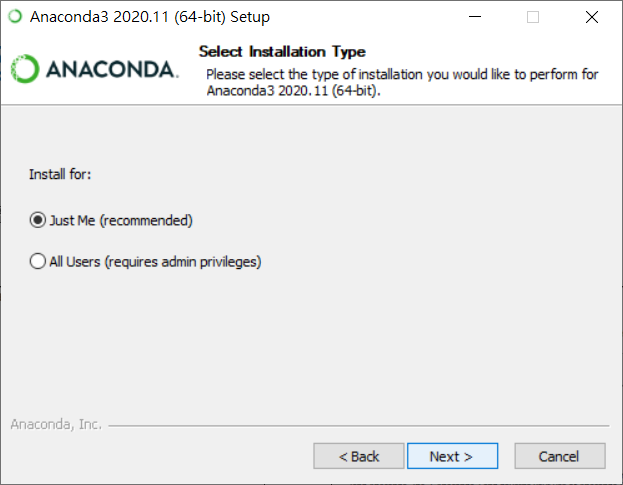 Anaconda3 2020.11 (64-bit) Setup
ANACONDA.
Select Installation Type
Please select the type of installation you would like to perform for
Anaconda3 2020.11 (64-bit).
Install for:
Just Me (recommended)
All Users (requires admin privileges)
Anaconda, Inc.
< Back
Next >
Cancel